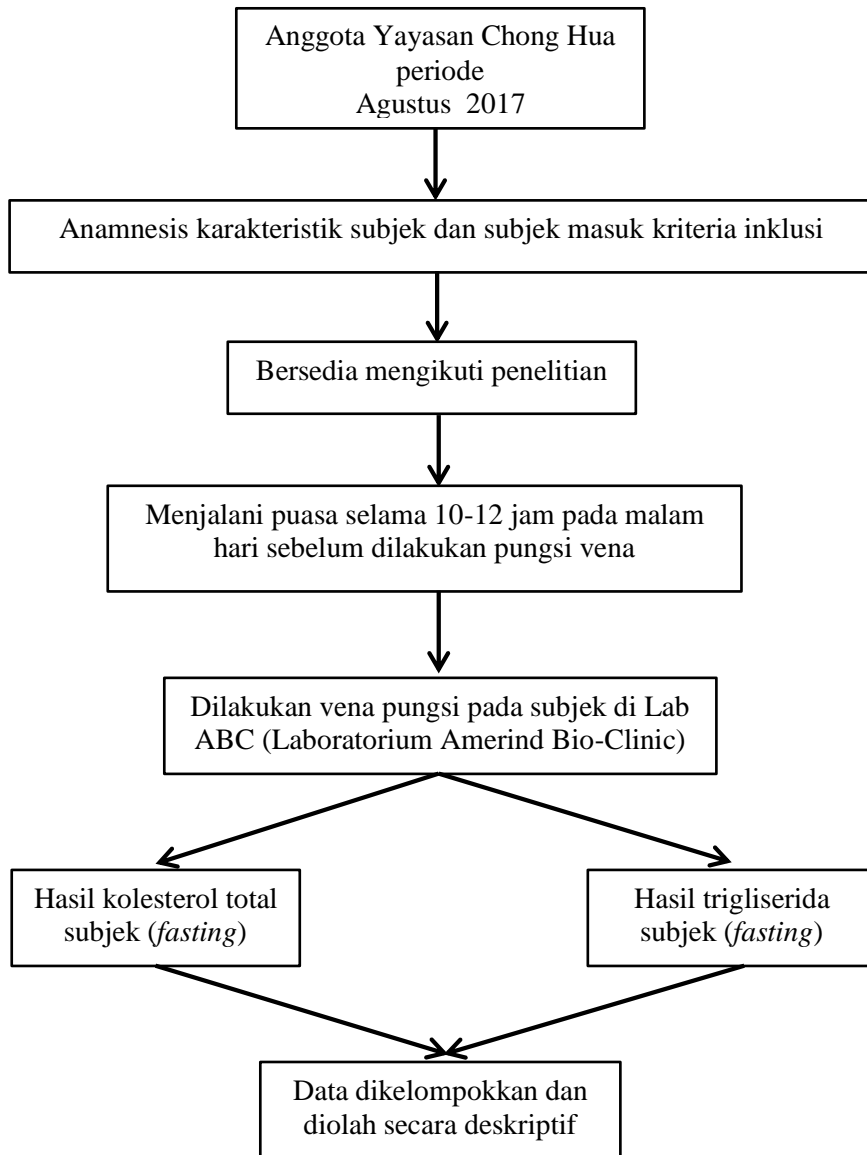 Anggota Yayasan Chong Hua
periode
Agustus 2017
Anamnesis karakteristik subjek dan subjek masuk kriteria inklusi
Bersedia mengikuti penelitian
Menjalani puasa selama 10-12 jam pada malam
hari sebelum dilakukan pungsi vena
Dilakukan vena pungsi pada subjek di Lab
ABC (Laboratorium Amerind Bio-Clinic)
Hasil kolesterol total
subjek (fasting)
Hasil trigliserida
subjek (fasting)
Data dikelompokkan dan
diolah secara deskriptif